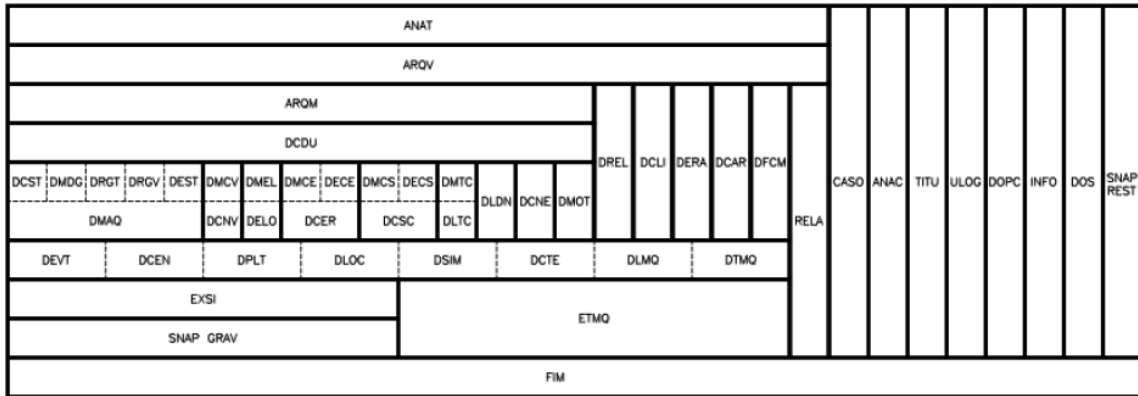 ANAT
ARQV
ARQM
DCDU
DCST DMDG DRGT DRGV DEST DMCV DMEL DMCE DECE DMCS DECS DMTC
DMAQ DCNV DELO DCER DCSC DLTC
DLDN DCNE DMOT
DREL DCLI DERA DCAR DFCM
RELA
CASO ANAC TITU ULOG DOPC INFO DOS
SNAP
REST
DEVT DCEN DPLT DLOC DSIM DCTE DLMQ DTMQ
EXSI
ETMQ
SNAP GRAV
FIM